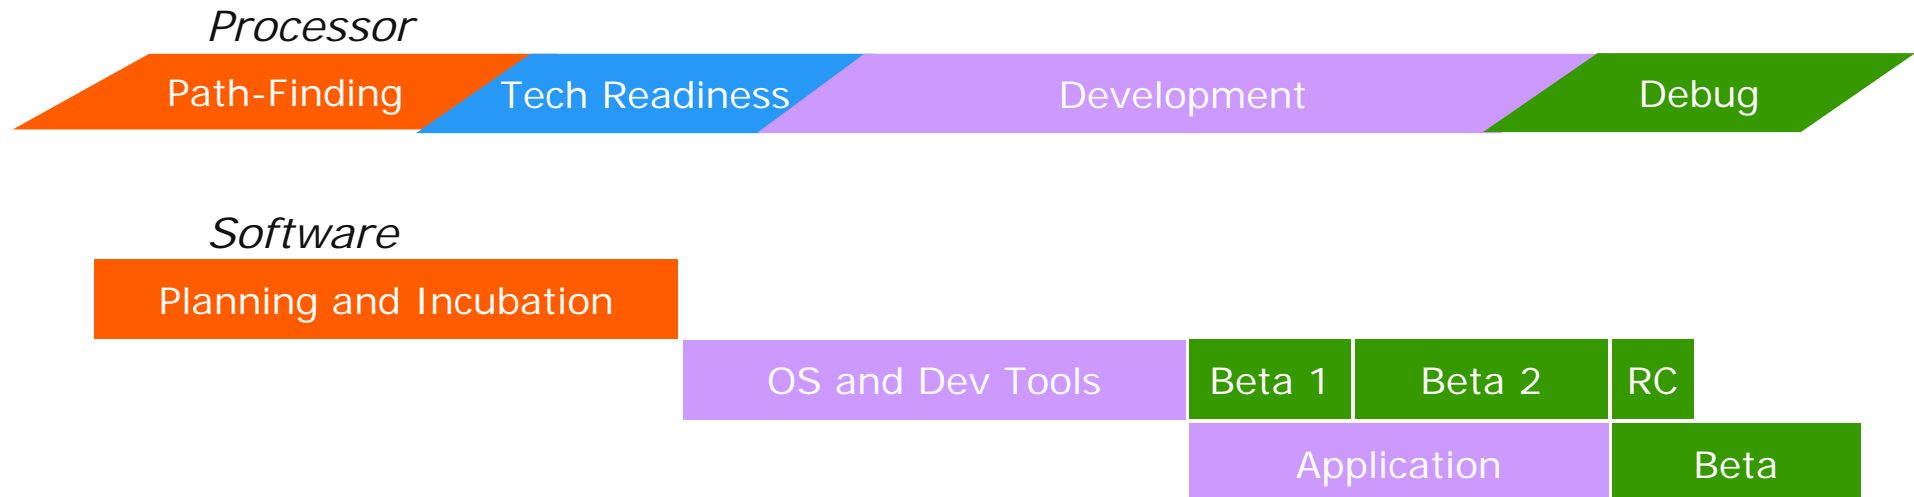 Processor
Path-Finding Tech Readiness Development Debug
Software
Planning and Incubation
OS and Dev Tools Beta 1 Beta 2 RC
Application Beta